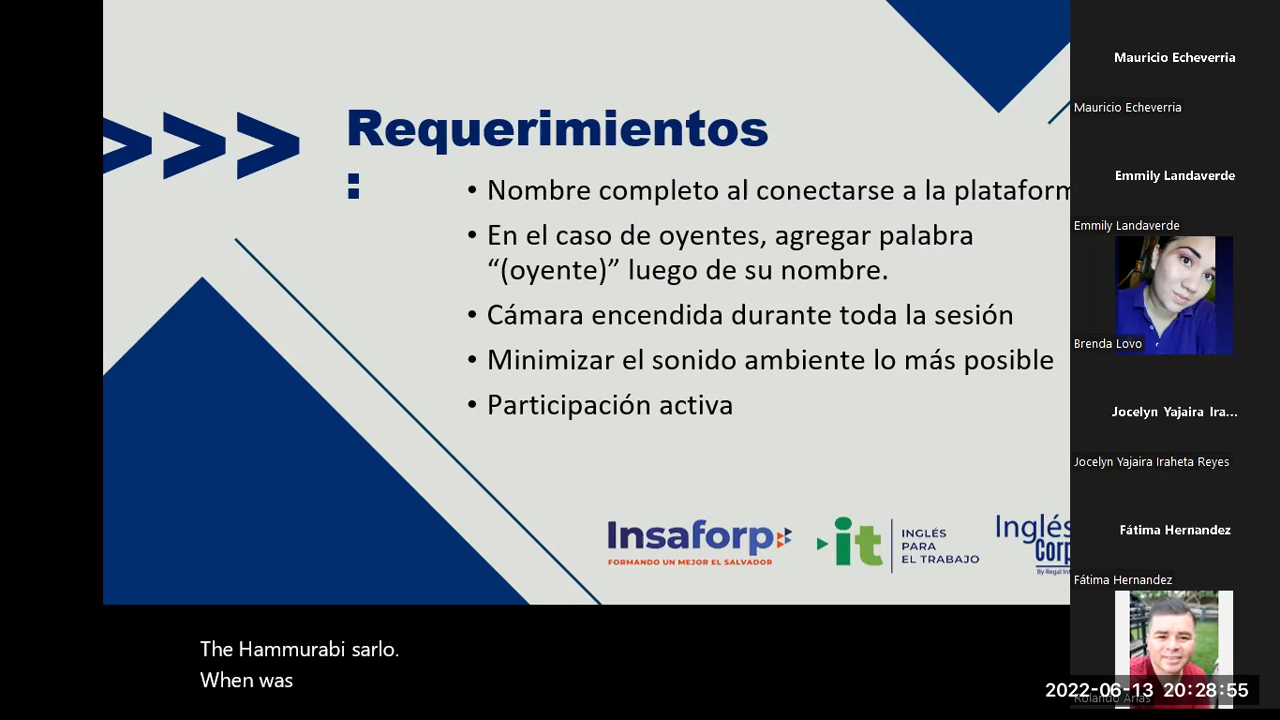 >>>
Requerimientos
:
• Nombre completo al conectarse a la plataform
• En el caso de oyentes, agregar palabra
“(oyente)” luego de su nombre.
• Cámara encendida durante toda la sesión
• Minimizar el sonido ambiente lo más posible
• Participación activa
Insaforp
FORMANDO UN MEJOR EL SALVADOR
it
INGLÉS
PARA
EL TRABAJO
Inglés
Corp
By Regal Int
The Hammurabi sarlo.
When was
Mauricio Echeverria
Mauricio Echeverria
Emmily Landaverde
Emmily Landaverde
Brenda Lovo
Jocelyn Yajaira Ira...
Jocelyn Yajaira Iraheta Reyes
Fátima Hernandez
Fátima Hernandez
Rolando Arias
2022-06-13 20:28:55